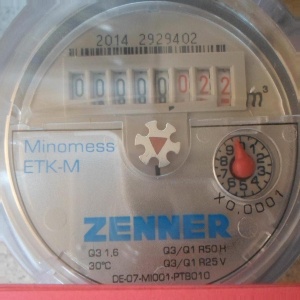 2014 2929402
00000022 m³
P
Minomess
ETK-M
X0.0001
ZENNER
Q3 1,6 Q3/Q1 R50 H
30°C Q3/Q1 R25 V
DE-07-MI001-PTB010